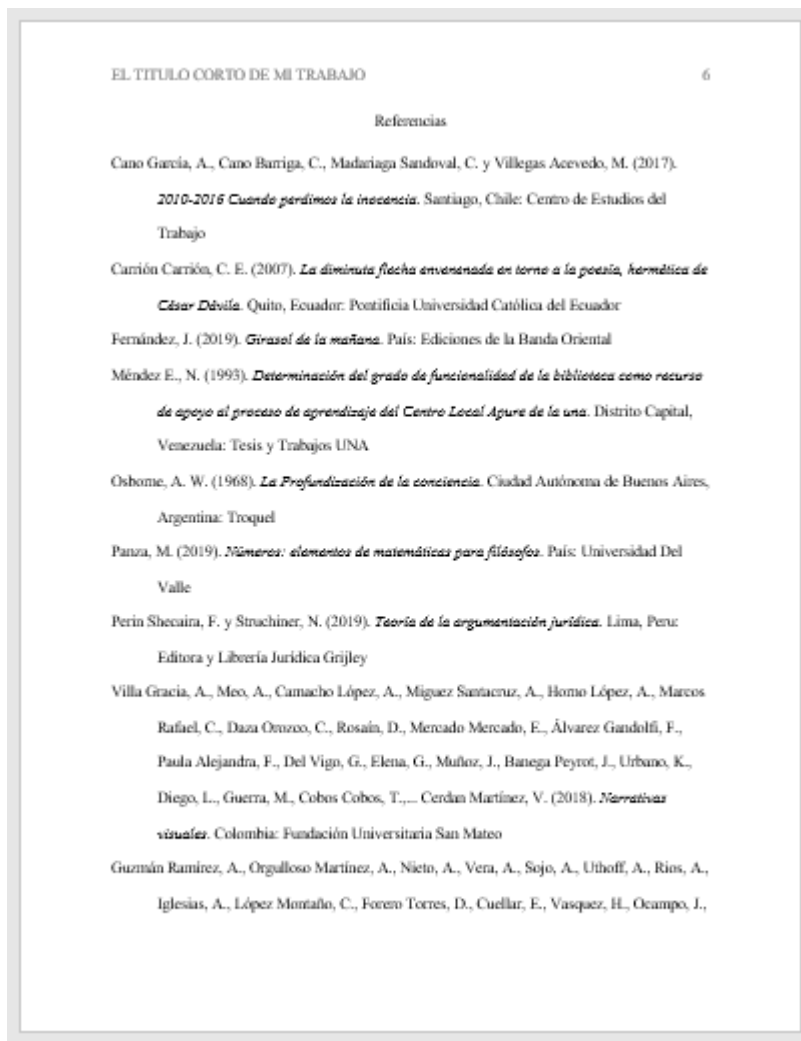 EL TITULO CORTO DE MI TRABAJO 6
Referencias
Cano García, A., Cano Barriga, C., Madariaga Sandoval, C. y Villegas Acevedo, M. (2017).
2010-2016 Cuando perdimos la inocencia. Santiago, Chile: Centro de Estudios del
Trabajo
Carrión Carrión, C. E. (2007). La diminuta flecha envenenada en torno a la poesía, hermética de
César Dávila. Quito, Ecuador: Pontificia Universidad Católica del Ecuador
Fernández, J. (2019). Girasol de la mañana. País: Ediciones de la Banda Oriental
Méndez E., N. (1993). Determinación del grado de funcionalidad de la biblioteca como recurso
de apoyo al proceso de aprendizaje del Centro Local Apure de la una. Distrito Capital,
Venezuela: Tesis y Trabajos UNA
Osborne, A. W. (1968). La Profundización de la conciencia. Ciudad Autónoma de Buenos Aires,
Argentina: Troquel
Panza, M. (2019). Números: elementos de matemáticas para filósofos. País: Universidad Del
Valle
Perin Shecaira, F. y Struchiner, N. (2019). Teoría de la argumentación jurídica. Lima, Peru:
Editora y Librería Jurídica Grijley
Villa Gracia, A., Meo, A., Camacho López, A., Miguez Santacruz, A., Horno López, A., Marcos
Rafael, C., Daza Orozco, C., Rosaín, D., Mercado Mercado, E., Álvarez Gandolfi, F.,
Paula Alejandra, F., Del Vigo, G., Elena, G., Muñoz, J., Banega Peyrot, J., Urbano, K.,
Diego, L., Guerra, M., Cobos Cobos, T.,... Cerdan Martínez, V. (2018). Narrativas
visuales. Colombia: Fundación Universitaria San Mateo
Guzmán Ramírez, A., Orgulloso Martínez, A., Nieto, A., Vera, A., Sojo, A., Uthoff, A., Rios, A.,
Iglesias, A., López Montaño, C., Forero Torres, D., Cuellar, E., Vasquez, H., Ocampo, J.,